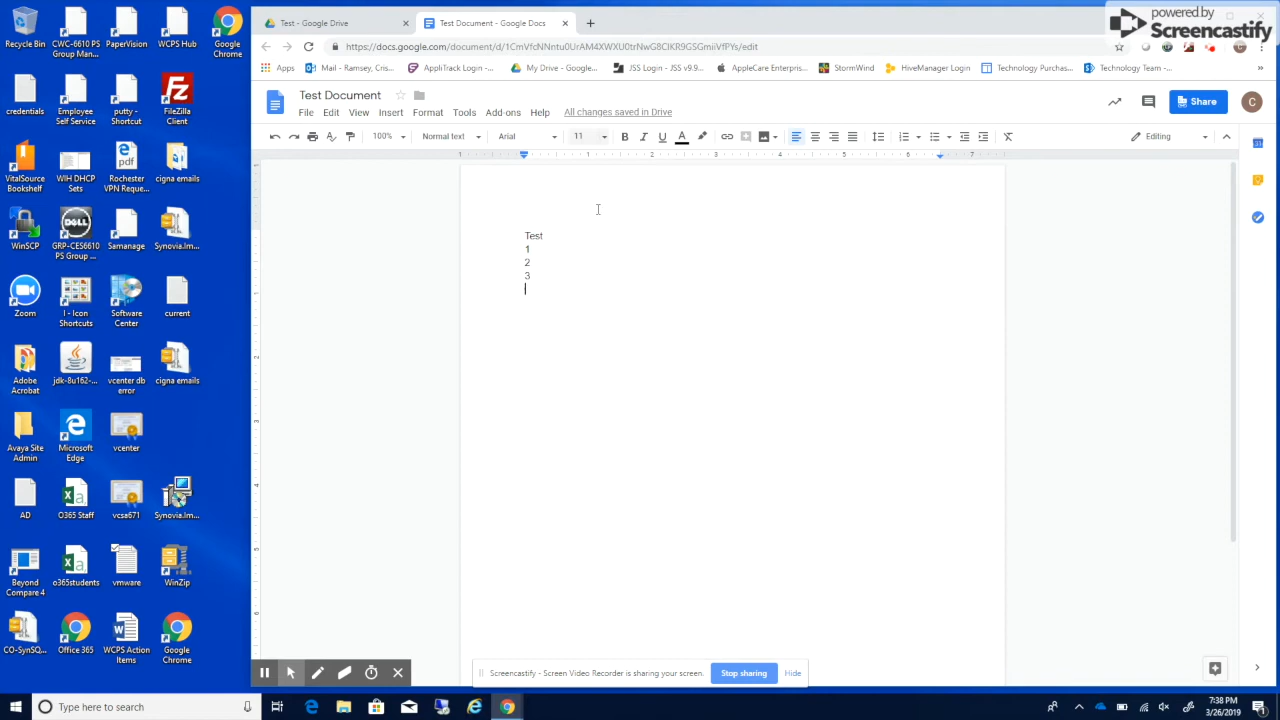 Recycle Bin
CWC-6610 PS Group Man...
PaperVision
WCPS Hub
Google Chrome
credentials
Employee Self Service
putty - Shortcut
FileZilla Client
VitalSource Bookshelf
WIH DHCP Sets
Rochester VPN Reque...
cigna emails
WinSCP
GRP-CES6610 PS Group ...
Samanage
Synovia.Im...
Zoom
I - Icon Shortcuts
Software Center
current
Adobe Acrobat
jdk-8u162-...
vcenter db error
cigna emails
Avaya Site Admin
Microsoft Edge
vcenter
AD
O365 Staff
vcsa671
Synovia.Im...
Beyond Compare 4
o365students
vmware
WinZip
CO-SynSQ...
Office 365
WCPS Action Items
Google Chrome
Test - Google Drive
Test Document - Google Docs
powered by
Screencastify
Apps
Mail - Ramsey, Cris...
AppliTrack Login -...
My Drive - Google...
JSS Login - JSS v9.9...
AppleCare Enterpris...
StormWind
HiveManager Login
Technology Purchas...
Technology Team -...
Test Document
File Edit View Insert Format Tools Add-ons Help All changes saved in Drive
Share
C
100% Normal text Arial 11
Editing
Test
1
2
3
Screencastify - Screen Video Recorder is sharing your screen.
Stop sharing
Hide
Type here to search
7:38 PM
3/26/2019